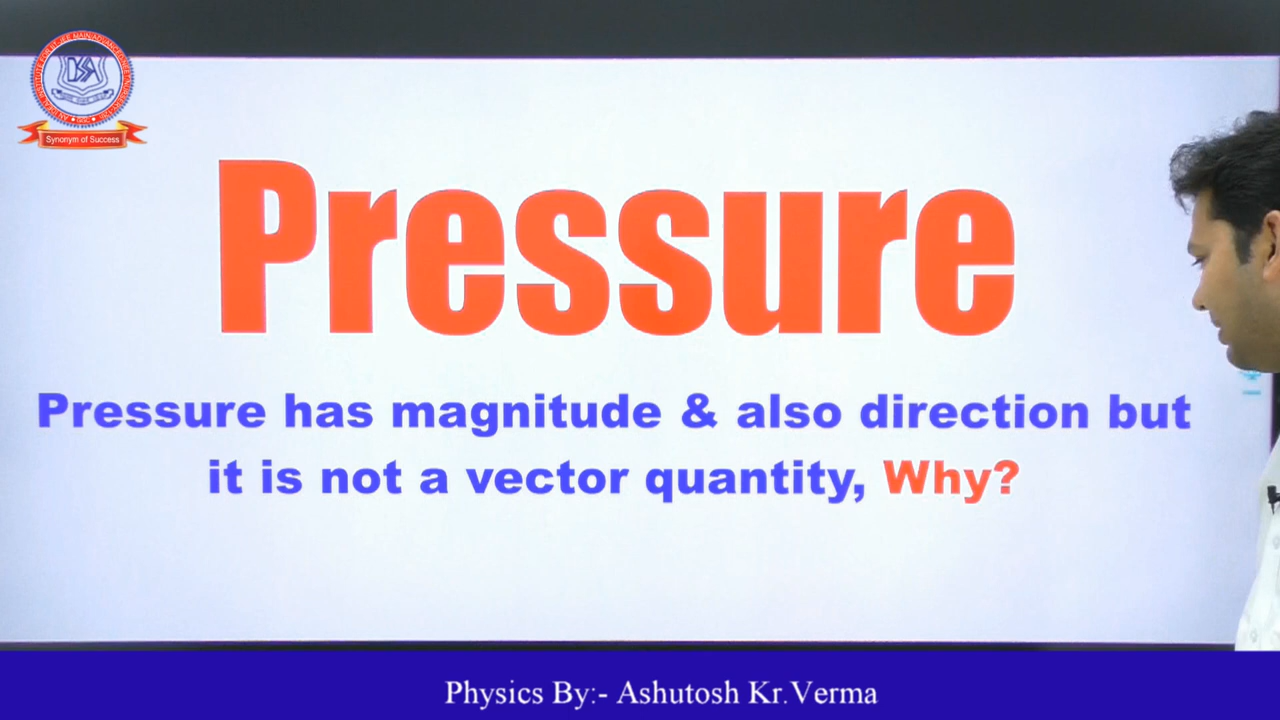 DSA
Synonym of Success
Pressure
Pressure has magnitude & also direction but
it is not a vector quantity, Why?
Physics By:- Ashutosh Kr.Verma